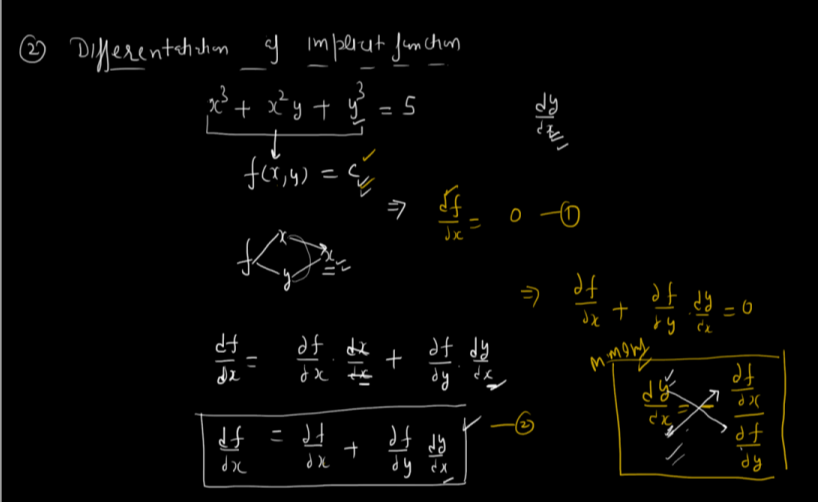 ② Differentatation of implicit function
x³ + x²y + y³ = 5
dy/dx
f(x,y) = c
⇒ df/dx = 0 — ①
f x y x
⇒ ∂f/∂x + ∂f/∂y · dy/dx = 0
df/dx = ∂f/∂x · dx/dx + ∂f/∂y · dy/dx
dy/dx = - ∂f/∂x / ∂f/∂y
df/dx = ∂f/∂x + ∂f/∂y dy/dx — ②